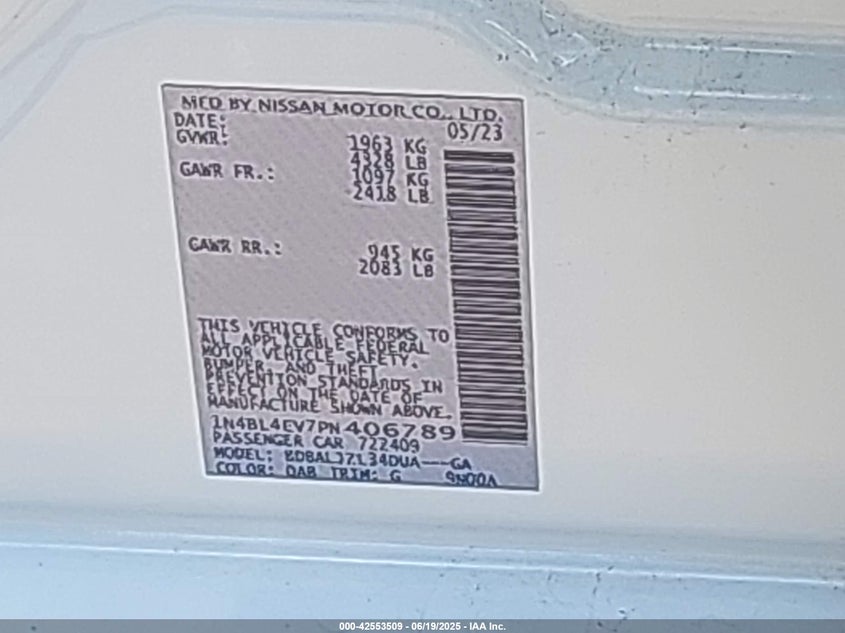 MFD BY NISSAN MOTOR CO., LTD.
DATE: 05/23
GVWR: 1963 KG
4328 LB
GAWR FR.: 1097 KG
2418 LB
GAWR RR.: 945 KG
2083 LB
THIS VEHICLE CONFORMS TO
ALL APPLICABLE FEDERAL
MOTOR VEHICLE SAFETY,
BUMPER, AND THEFT
PREVENTION STANDARDS IN
EFFECT ON THE DATE OF
MANUFACTURE SHOWN ABOVE.
1N4BL4EV7PN406789
PASSENGER CAR 722409
MODEL: BDBALJZL34DUA---GA
COLOR: QAB TRIM: G 9N00A
000-42553509 - 06/19/2025 - IAA Inc.